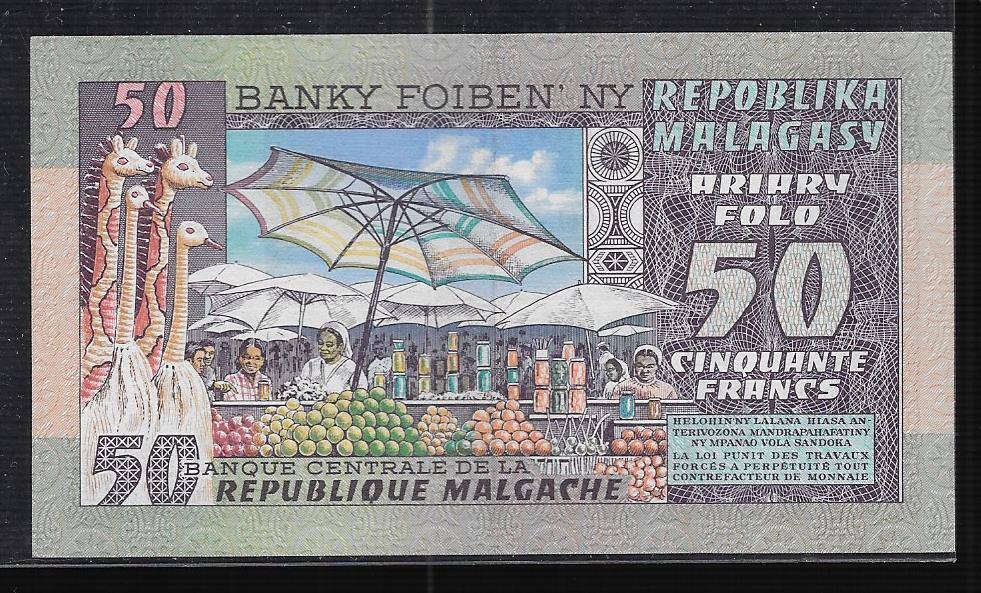 50
BANKY FOIBEN' NY
REPOBLIKA
MALAGASY
ARIARY
FOLO
50
CINQUANTE
FRANCS
HELOHIN'NY LALANA HIASA AN-
TERIVOZONA MANDRAPAHAFATINY
NY MPANAO VOLA SANDOKA
LA LOI PUNIT DES TRAVAUX
FORCÉS A PERPÉTUITÉ TOUT
CONTREFACTEUR DE MONNAIE
50
BANQUE CENTRALE DE LA
REPUBLIQUE MALGACHE